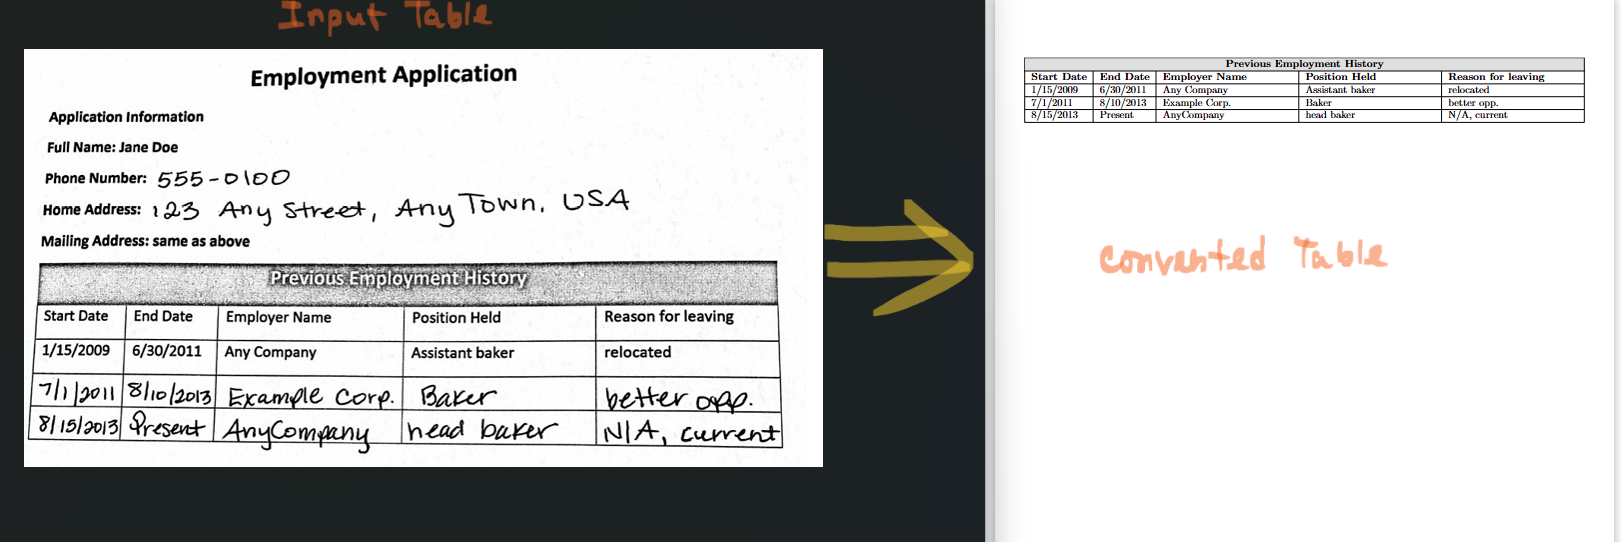 Input Table
Employment Application
Application Information
Full Name: Jane Doe
Phone Number: 555-0100
Home Address: 123 Any Street, Any Town, USA
Mailing Address: same as above
Previous Employment History
Start Date End Date Employer Name Position Held Reason for leaving
1/15/2009 6/30/2011 Any Company Assistant baker relocated
7/1/2011 8/10/2013 Example Corp. Baker better opp.
8/15/2013 Present AnyCompany head baker N/A, current
Previous Employment History
Start Date End Date Employer Name Position Held Reason for leaving
1/15/2009 6/30/2011 Any Company Assistant baker relocated
7/1/2011 8/10/2013 Example Corp. Baker better opp.
8/15/2013 Present AnyCompany head baker N/A, current
converted Table